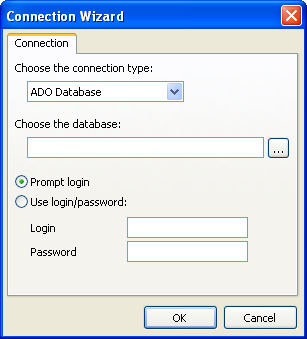 Connection Wizard
Connection
Choose the connection type:
ADO Database
Choose the database:
...
Prompt login
Use login/password:
Login
Password
OK
Cancel